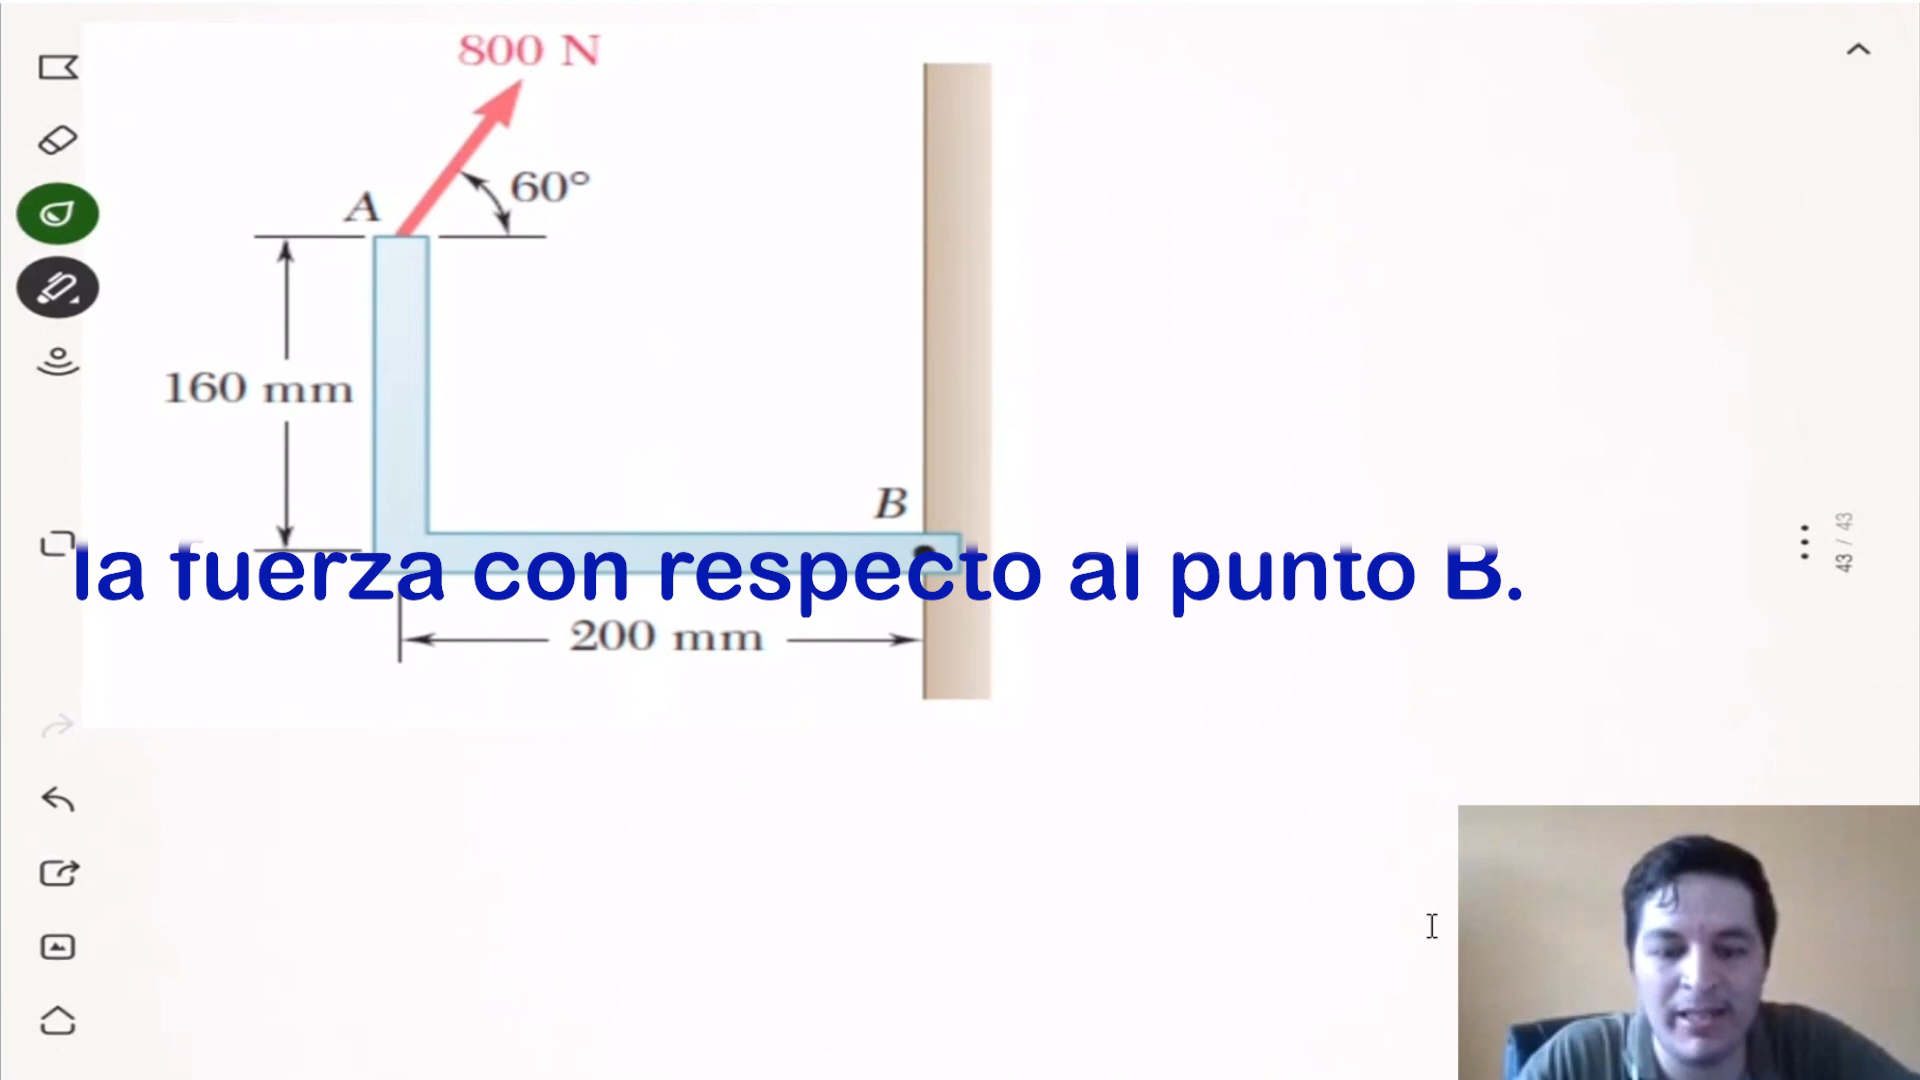 800 N
60°
A
160 mm
B
la fuerza con respecto al punto B.
200 mm
43 / 43